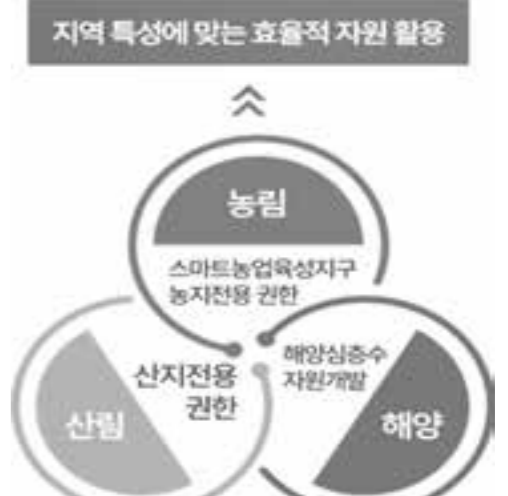 지역 특성에 맞는 효율적 자원 활용
농림
스마트농업육성지구
농지전용 권한
해양심층수
자원개발
산지전용
권한
산림
해양